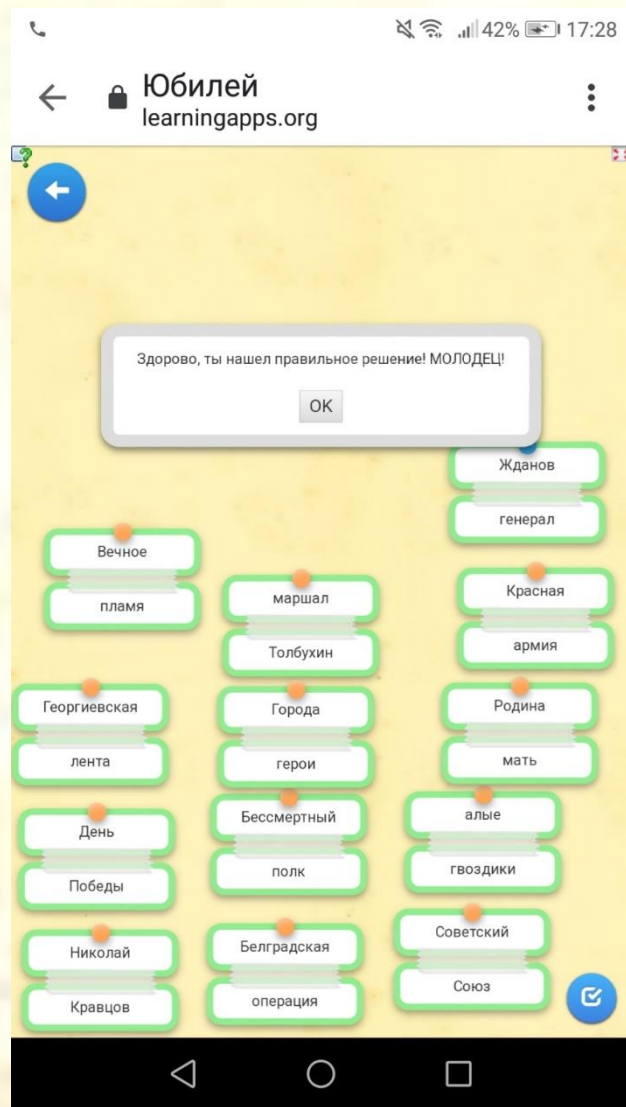 42% 17:28
Юбилей
learningapps.org
Здорово, ты нашел правильное решение! МОЛОДЕЦ!
OK
Жданов
генерал
Вечное
пламя
маршал
Толбухин
Красная
армия
Георгиевская
лента
Города
герои
Родина
мать
День
Победы
Бессмертный
полк
алые
гвоздики
Николай
Кравцов
Белградская
операция
Советский
Союз